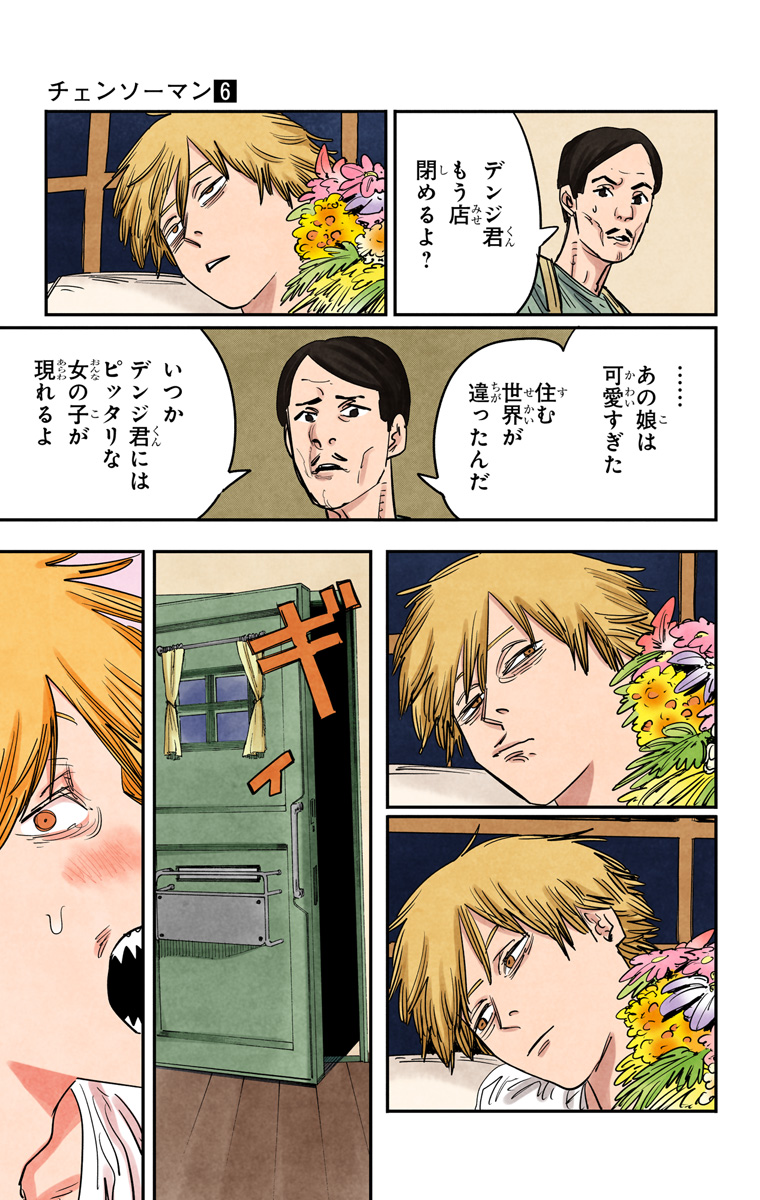 チェンソーマン6
デンジ君
もう店
閉めるよ？
……
あの娘は
可愛すぎた
住む
世界が
違ったんだ
いつか
デンジ君には
ピッタリな
女の子が
現れるよ
ギィ